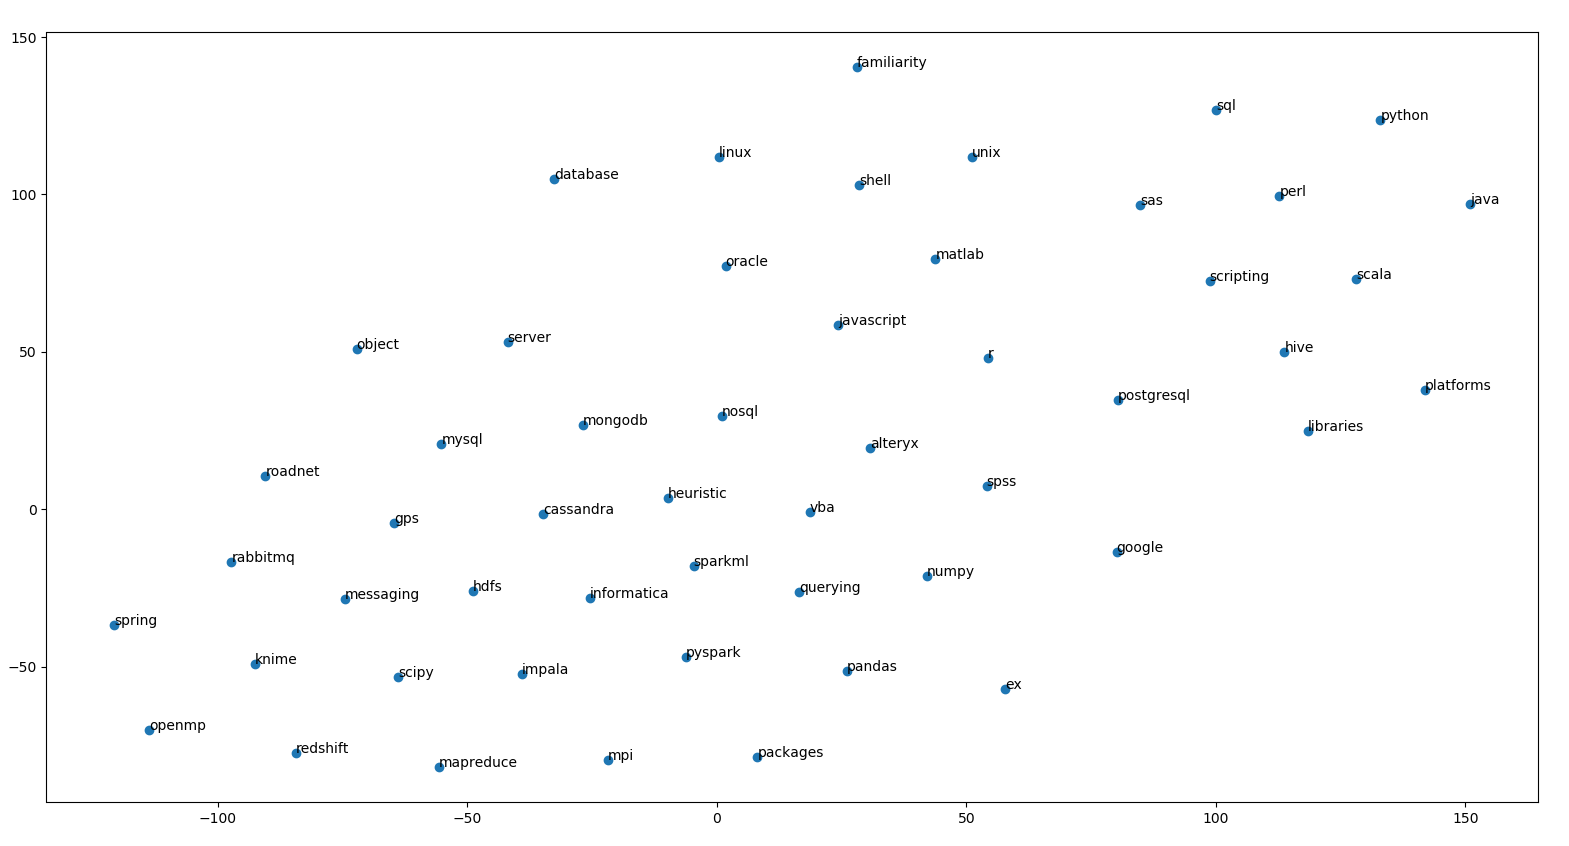 150
familiarity
sql
python
linux
unix
database
shell
100
sas
perl
java
oracle
matlab
scripting
scala
javascript
object
server
r
hive
50
platforms
postgresql
mongodb
nosql
libraries
mysql
alteryx
roadnet
spss
heuristic
cassandra
vba
0
gps
google
rabbitmq
sparkml
numpy
messaging
hdfs
informatica
querying
spring
knime
pyspark
−50
scipy
impala
pandas
ex
openmp
redshift
mapreduce
mpi
packages
−100
−50
0
50
100
150